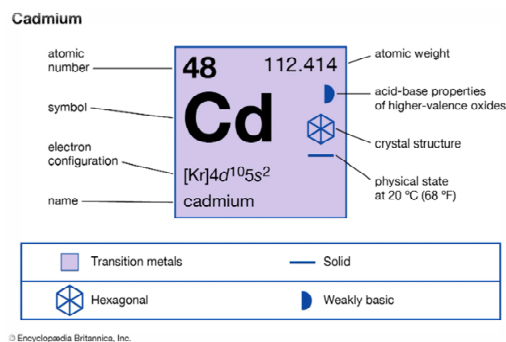 Cadmium
atomic
number
symbol
electron
configuration
name
48
112.414
Cd
[Kr]4d¹⁰5s²
cadmium
atomic weight
acid-base properties
of higher-valence oxides
crystal structure
physical state
at 20 °C (68 °F)
Transition metals
Solid
Hexagonal
Weakly basic
© Encyclopædia Britannica, Inc.